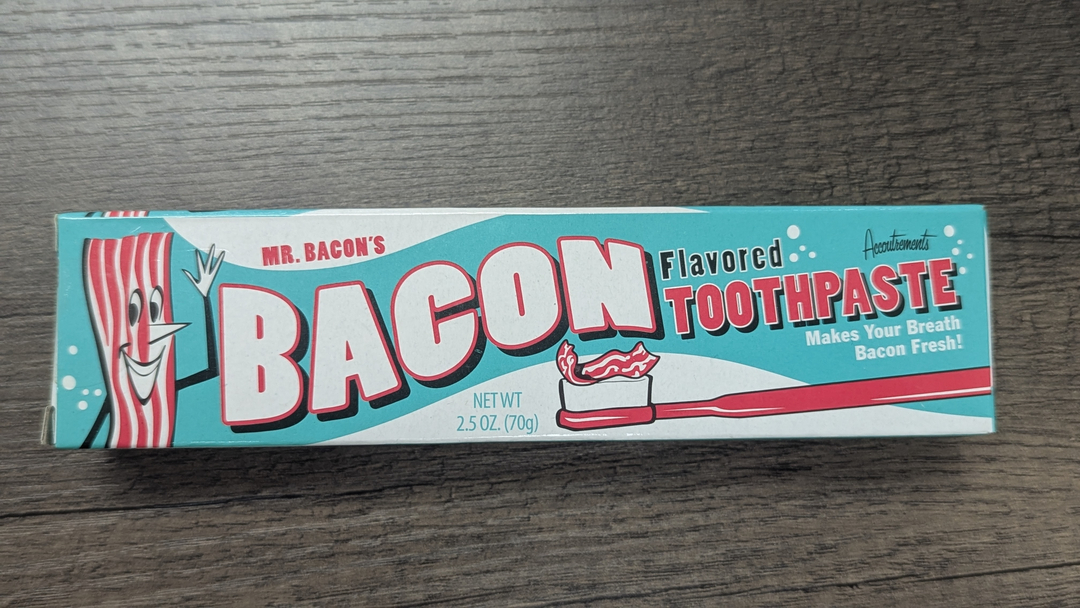 MR. BACON'S
BACON
Flavored
TOOTHPASTE
Accoutrements
Makes Your Breath
Bacon Fresh!
NET WT
2.5 OZ. (70g)